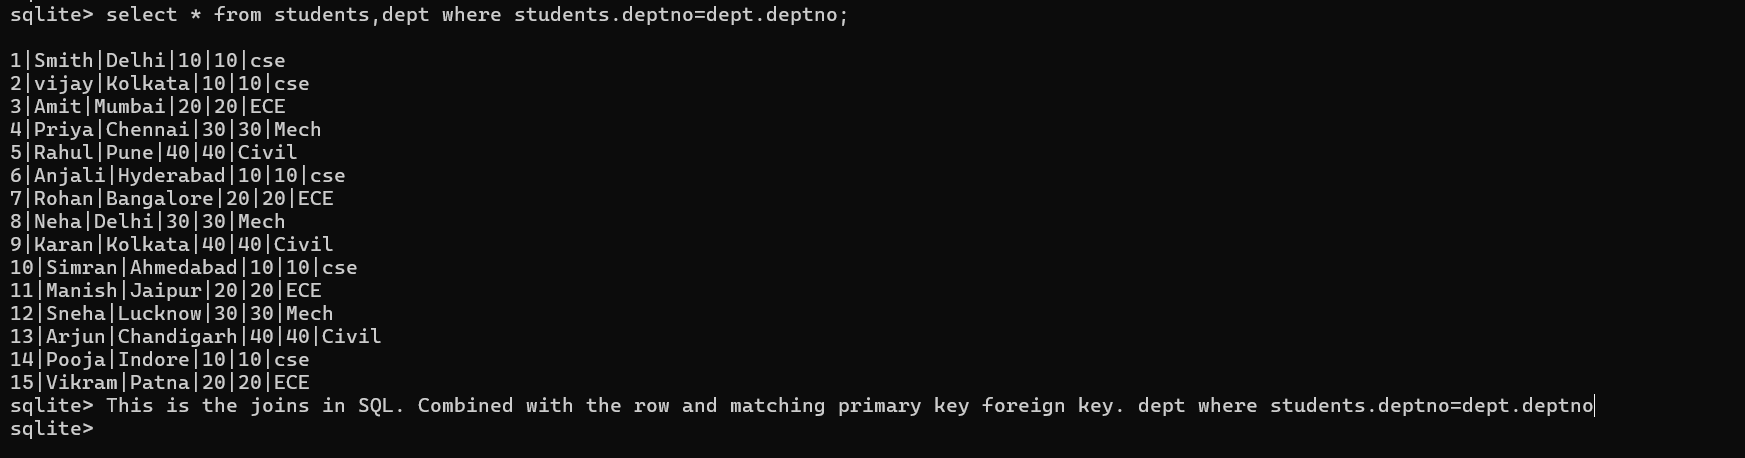 sqlite> select * from students,dept where students.deptno=dept.deptno;
1|Smith|Delhi|10|10|cse
2|vijay|Kolkata|10|10|cse
3|Amit|Mumbai|20|20|ECE
4|Priya|Chennai|30|30|Mech
5|Rahul|Pune|40|40|Civil
6|Anjali|Hyderabad|10|10|cse
7|Rohan|Bangalore|20|20|ECE
8|Neha|Delhi|30|30|Mech
9|Karan|Kolkata|40|40|Civil
10|Simran|Ahmedabad|10|10|cse
11|Manish|Jaipur|20|20|ECE
12|Sneha|Lucknow|30|30|Mech
13|Arjun|Chandigarh|40|40|Civil
14|Pooja|Indore|10|10|cse
15|Vikram|Patna|20|20|ECE
sqlite> This is the joins in SQL. Combined with the row and matching primary key foreign key. dept where students.deptno=dept.deptno
sqlite>